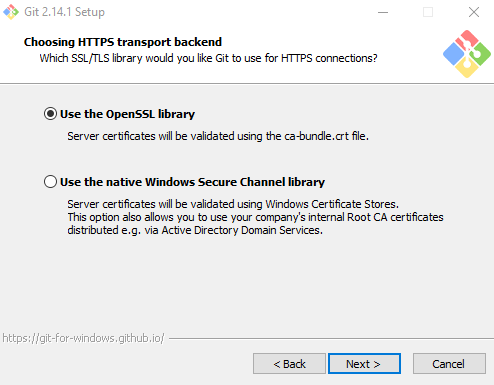 Git 2.14.1 Setup
Choosing HTTPS transport backend
Which SSL/TLS library would you like Git to use for HTTPS connections?
Use the OpenSSL library
Server certificates will be validated using the ca-bundle.crt file.
Use the native Windows Secure Channel library
Server certificates will be validated using Windows Certificate Stores.
This option also allows you to use your company's internal Root CA certificates
distributed e.g. via Active Directory Domain Services.
https://git-for-windows.github.io/
< Back
Next >
Cancel